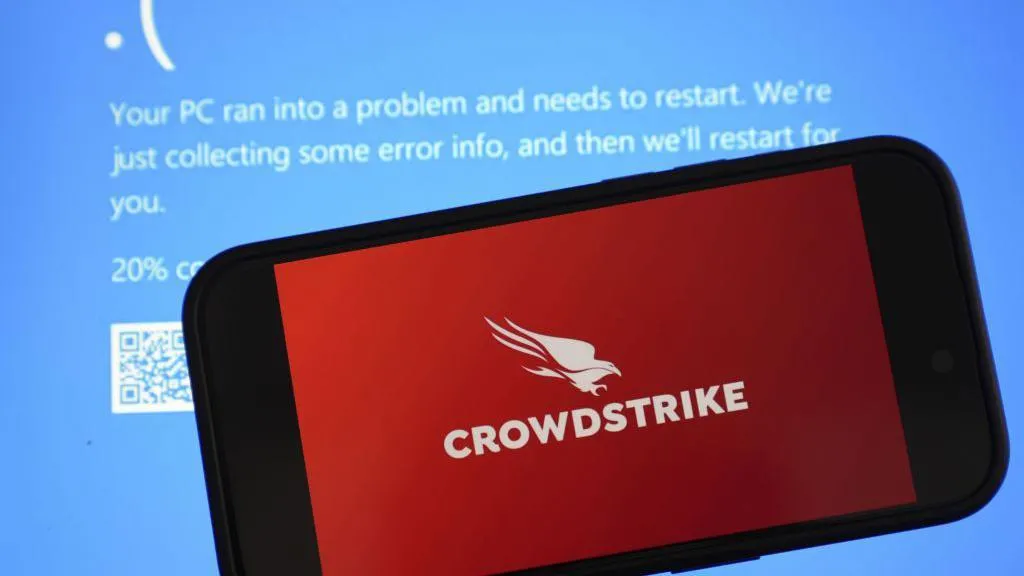 :(
Your PC ran into a problem and needs to restart. We're
just collecting some error info, and then we'll restart for
you.
20%
CROWDSTRIKE